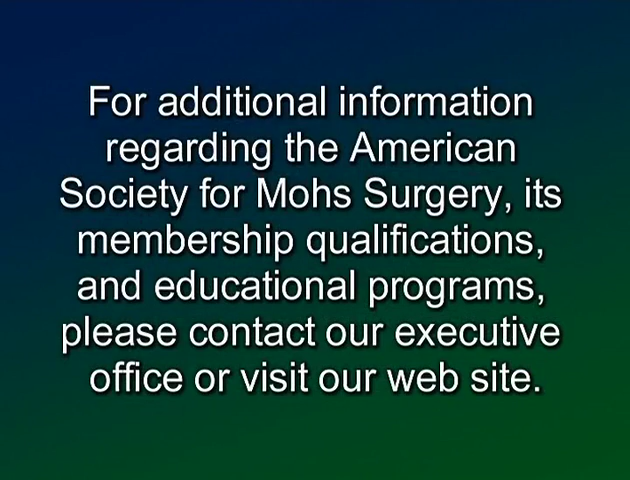 For additional information
regarding the American
Society for Mohs Surgery, its
membership qualifications,
and educational programs,
please contact our executive
office or visit our web site.